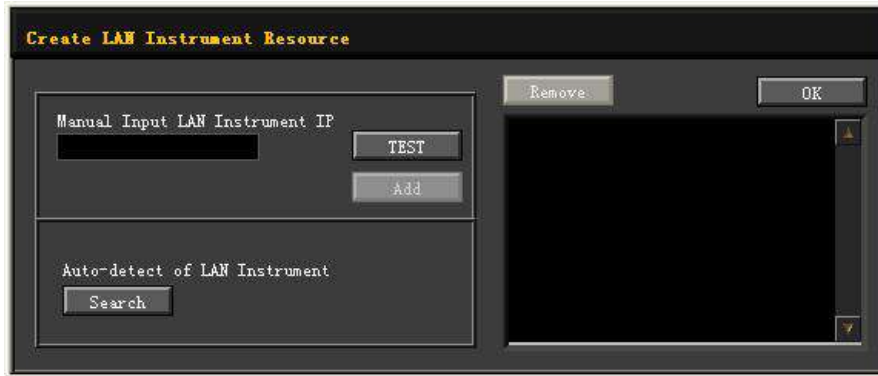 Create LAN Instrument Resource
Manual Input LAN Instrument IP
TEST
Add
Auto-detect of LAN Instrument
Search
Remove
OK